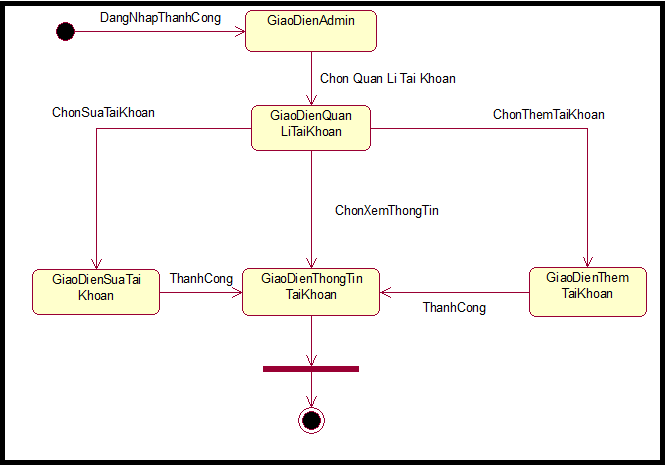 DangNhapThanhCong
GiaoDienAdmin
Chon Quan Li Tai Khoan
ChonSuaTaiKhoan
GiaoDienQuan
LiTaiKhoan
ChonThemTaiKhoan
ChonXemThongTin
GiaoDienSuaTai
Khoan
ThanhCong
GiaoDienThongTin
TaiKhoan
ThanhCong
GiaoDienThem
TaiKhoan